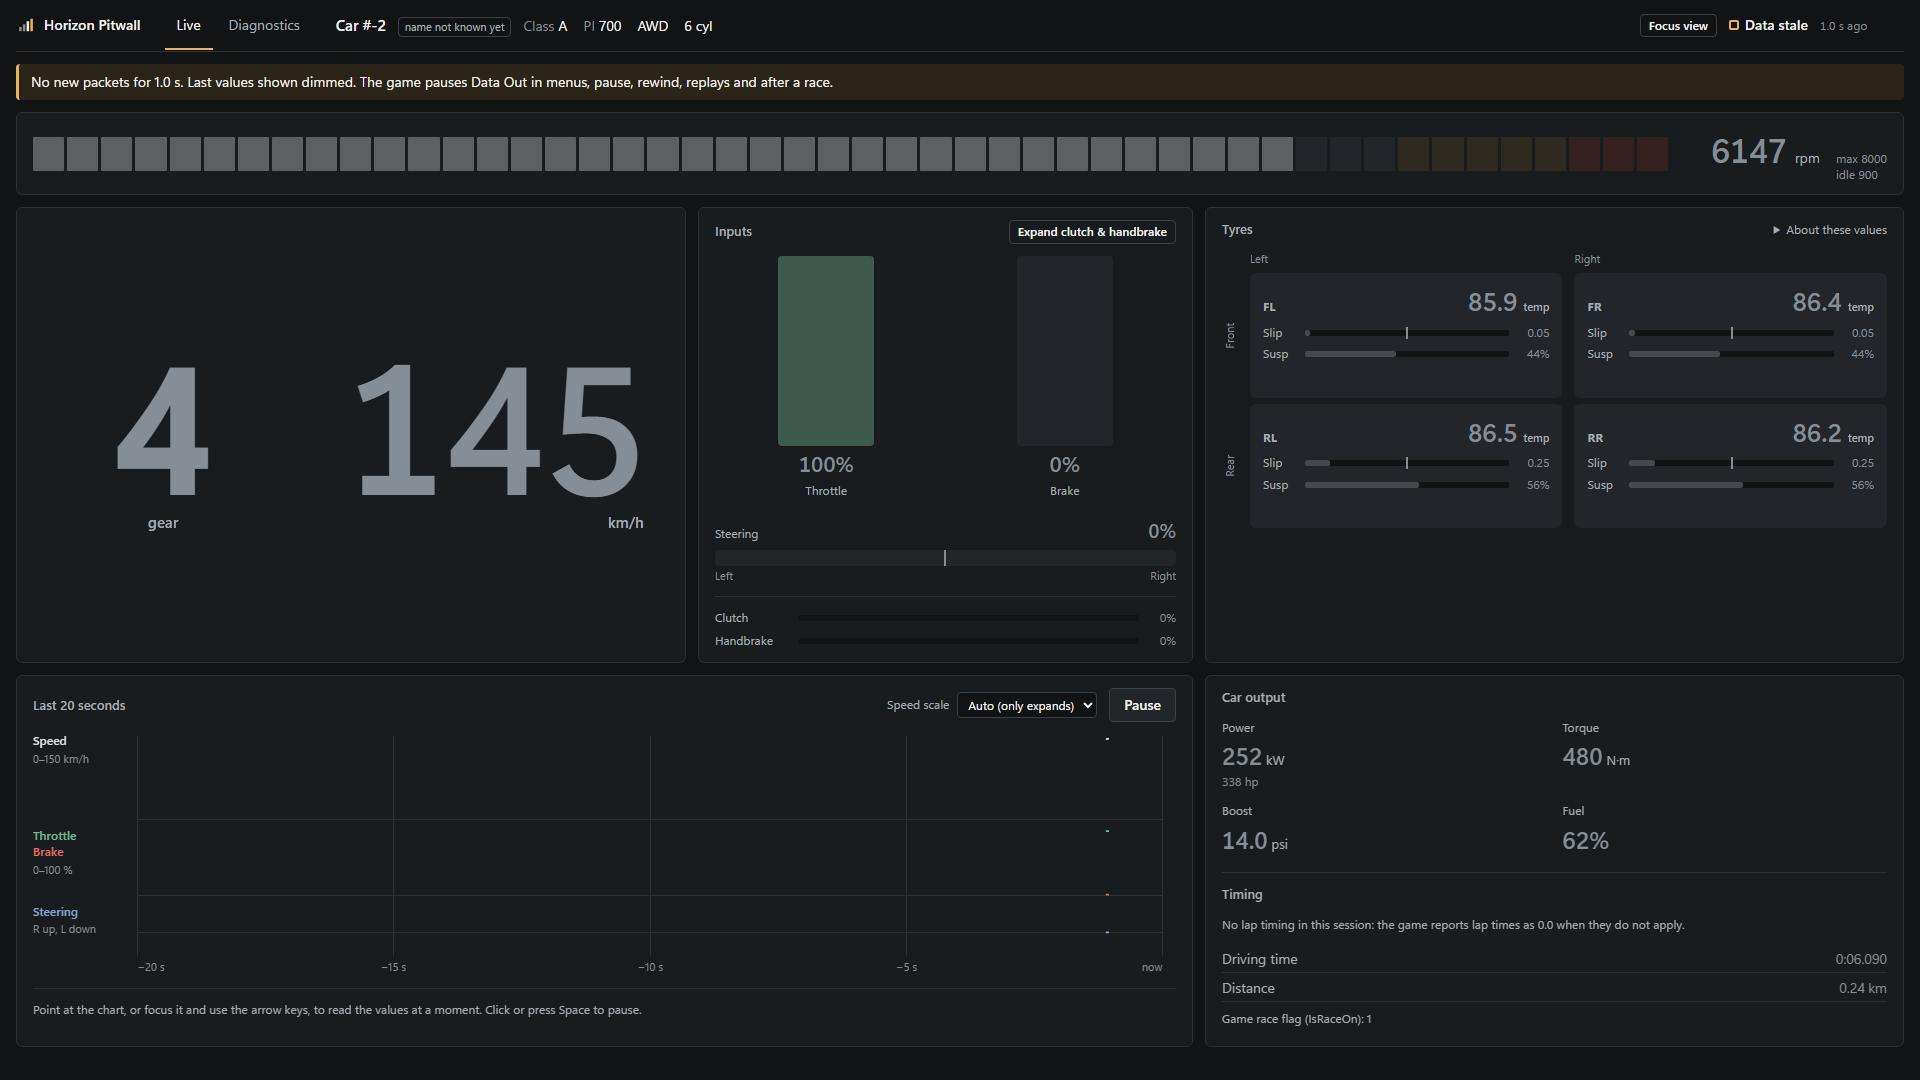 Horizon Pitwall
Live
Diagnostics
Car #-2
name not known yet
Class A
PI 700
AWD
6 cyl
Focus view
Data stale
1.0 s ago
No new packets for 1.0 s. Last values shown dimmed. The game pauses Data Out in menus, pause, rewind, replays and after a race.
6147 rpm
max 8000
idle 900
4
gear
145
km/h
Inputs
Expand clutch & handbrake
100%
Throttle
0%
Brake
Steering
0%
Left
Right
Clutch
0%
Handbrake
0%
Tyres
About these values
Left
Right
Front
FL
85.9 temp
Slip
0.05
Susp
44%
FR
86.4 temp
Slip
0.05
Susp
44%
Rear
RL
86.5 temp
Slip
0.25
Susp
56%
RR
86.2 temp
Slip
0.25
Susp
56%
Last 20 seconds
Speed scale
Auto (only expands)
Pause
Speed
0–150 km/h
Throttle
Brake
0–100 %
Steering
R up, L down
−20 s
−15 s
−10 s
−5 s
now
Point at the chart, or focus it and use the arrow keys, to read the values at a moment. Click or press Space to pause.
Car output
Power
252 kW
338 hp
Torque
480 N·m
Boost
14.0 psi
Fuel
62%
Timing
No lap timing in this session: the game reports lap times as 0.0 when they do not apply.
Driving time
0:06.090
Distance
0.24 km
Game race flag (IsRaceOn): 1